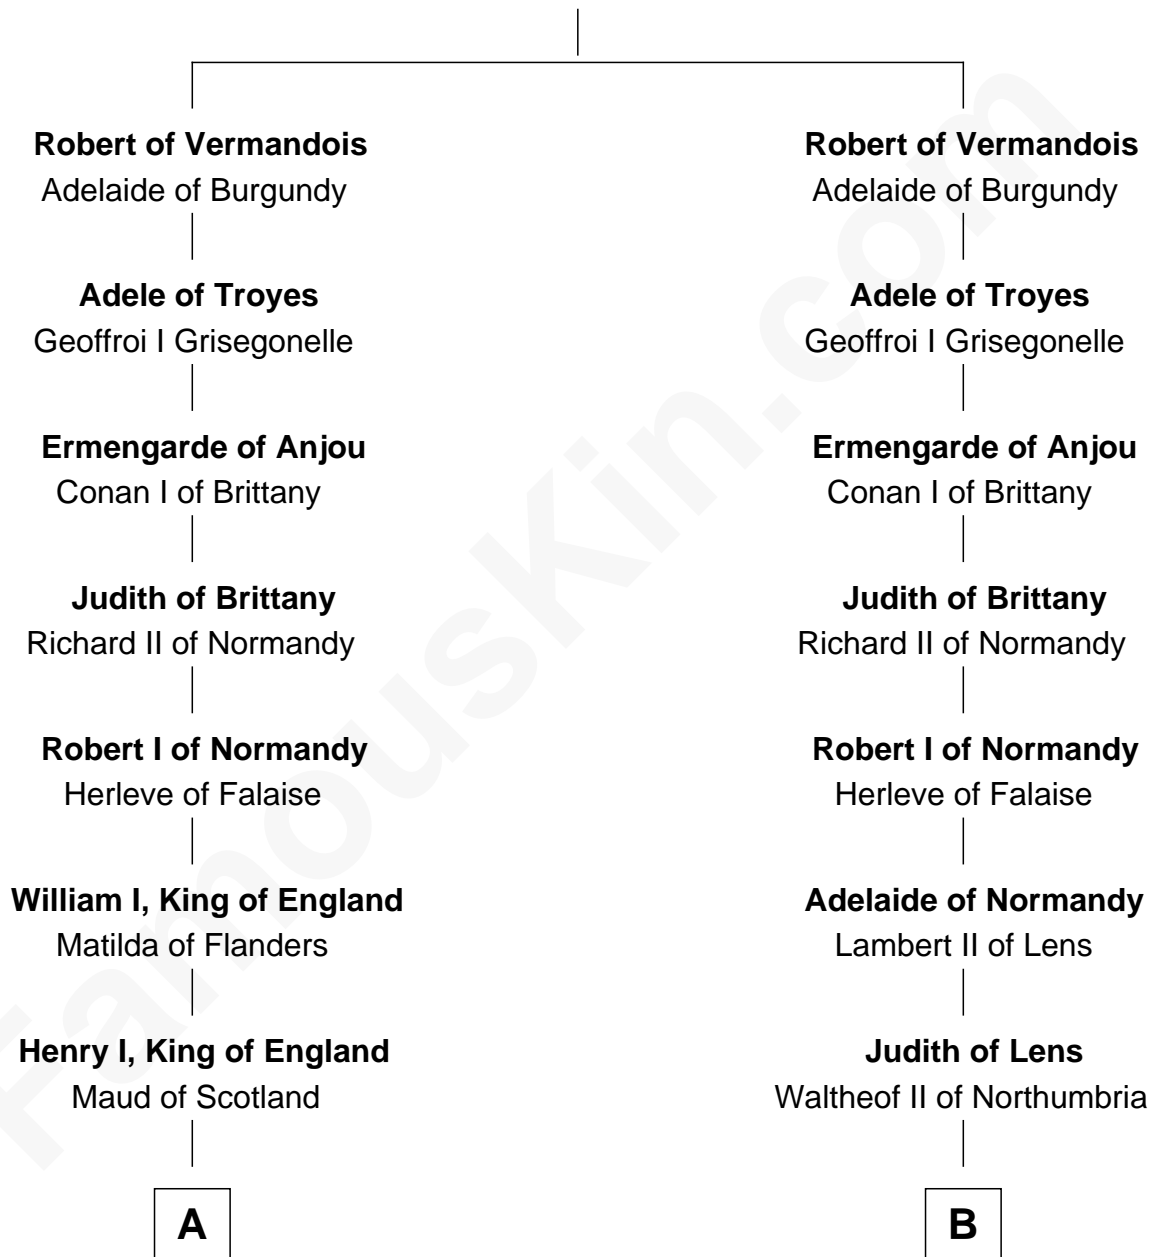 Robert of Vermandois
Adelaide of Burgundy
Adele of Troyes
Geoffroi I Grisegonelle
Ermengarde of Anjou
Conan I of Brittany
Judith of Brittany
Richard II of Normandy
Robert I of Normandy
Herleve of Falaise
William I, King of England
Matilda of Flanders
Henry I, King of England
Maud of Scotland
A
Robert of Vermandois
Adelaide of Burgundy
Adele of Troyes
Geoffroi I Grisegonelle
Ermengarde of Anjou
Conan I of Brittany
Judith of Brittany
Richard II of Normandy
Robert I of Normandy
Herleve of Falaise
Adelaide of Normandy
Lambert II of Lens
Judith of Lens
Waltheof II of Northumbria
B
FamousKin.com